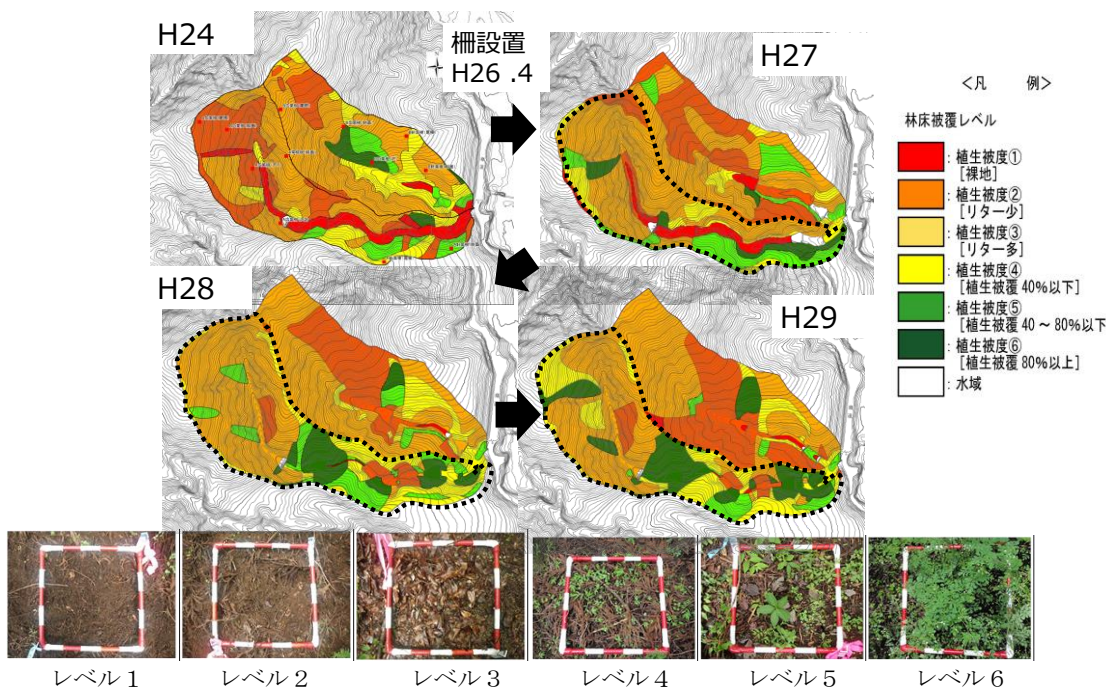 H24
柵設置
H26 .4
H27
H28
H29
<凡　例>
林床被覆レベル
: 植生被度①
[裸地]
: 植生被度②
[リター少]
: 植生被度③
[リター多]
: 植生被度④
[植生被覆 40%以下]
: 植生被度⑤
[植生被覆 40 ～ 80%以下
: 植生被度⑥
[植生被覆 80%以上]
: 水域
レベル１
レベル２
レベル３
レベル４
レベル５
レベル６